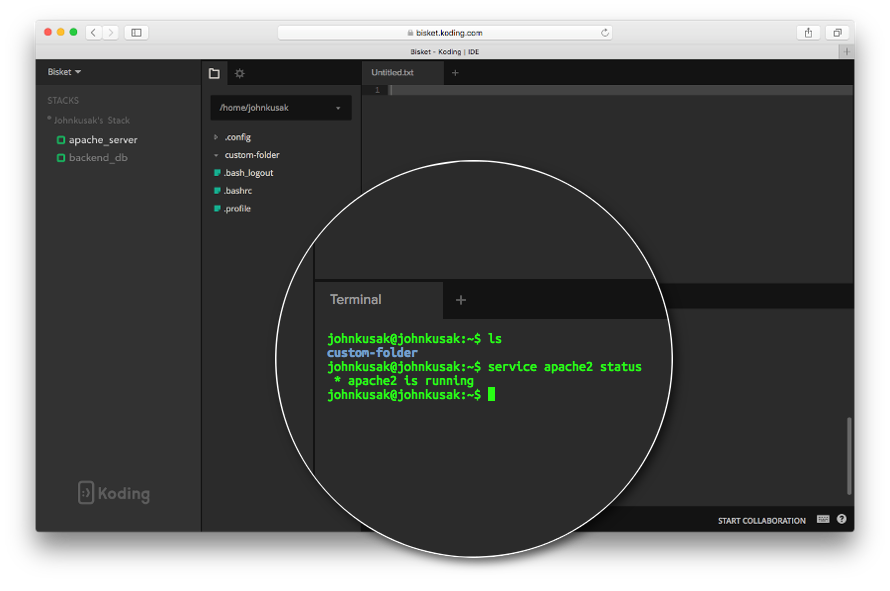 bisket.koding.com
Bisket - Koding | IDE
Bisket
Untitled.txt
1
STACKS
/home/johnkusak
* Johnkusak's Stack
apache_server
.config
backend_db
custom-folder
.bash_logout
.bashrc
.profile
Terminal
johnkusak@johnkusak:~$ ls
custom-folder
johnkusak@johnkusak:~$ service apache2 status
* apache2 is running
johnkusak@johnkusak:~$
:) Koding
START COLLABORATION
?